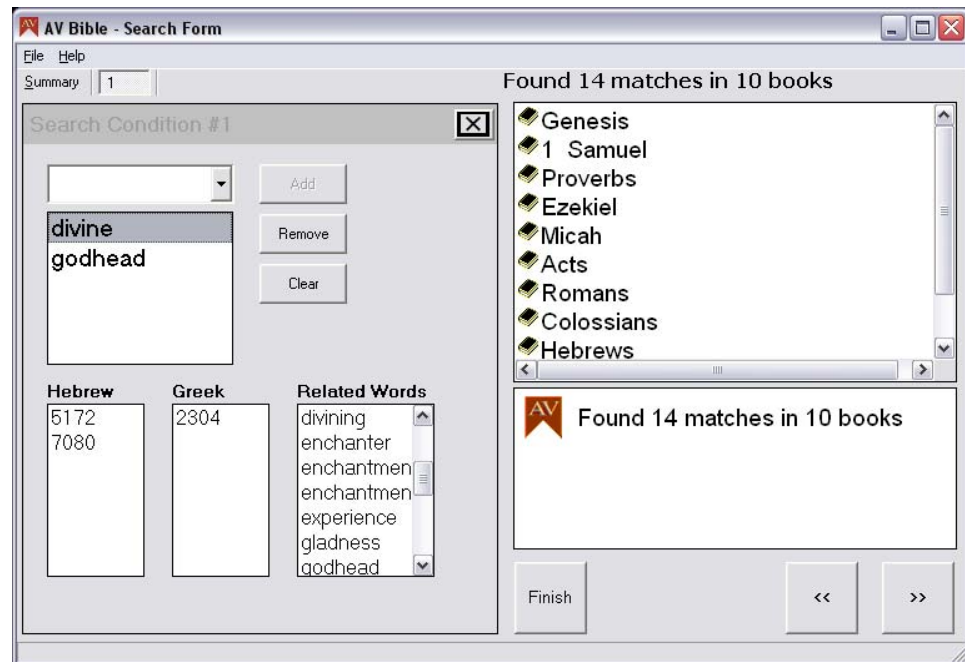 AV Bible - Search Form
File Help
Summary 1
Found 14 matches in 10 books
Search Condition #1
Add
divine
godhead
Remove
Clear
Hebrew
5172
7080
Greek
2304
Related Words
divining
enchanter
enchantmen
enchantmen
experience
gladness
godhead
Genesis
1 Samuel
Proverbs
Ezekiel
Micah
Acts
Romans
Colossians
Hebrews
AV Found 14 matches in 10 books
Finish << >>